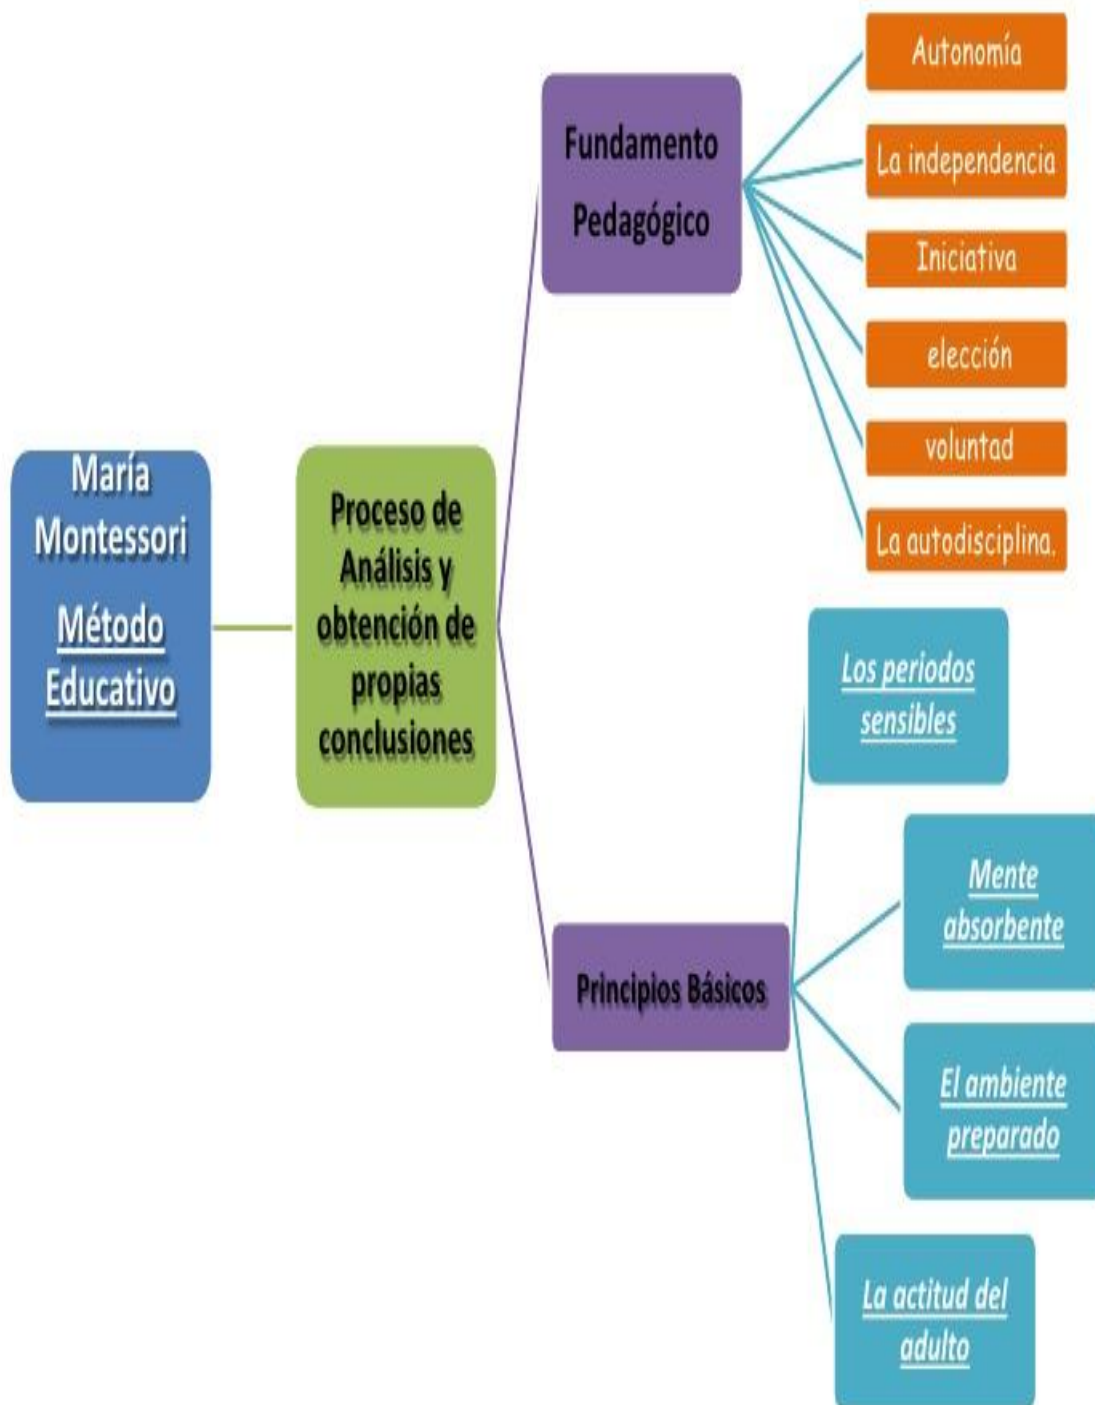 María
Montessori
Método
Educativo
Proceso de
Análisis y
obtención de
propias
conclusiones
Fundamento
Pedagógico
Autonomía
La independencia
Iniciativa
elección
voluntad
La autodisciplina.
Principios Básicos
Los periodos
sensibles
Mente
absorbente
El ambiente
preparado
La actitud del
adulto